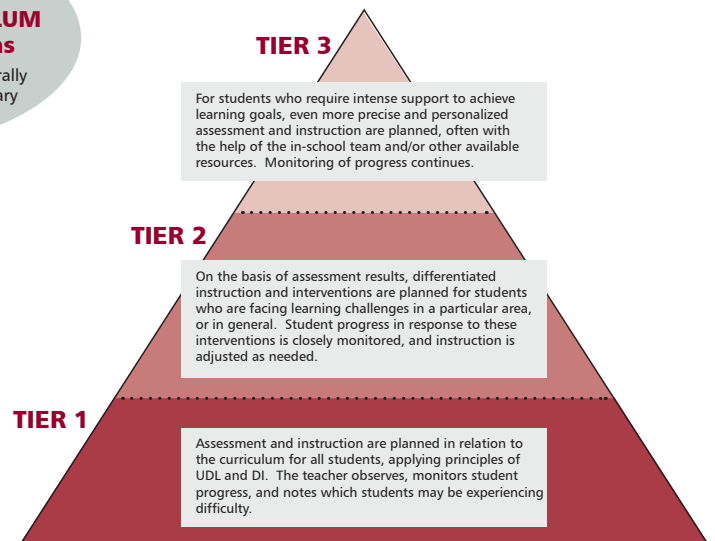 LUM
ns
rally
ary
TIER 3
For students who require intense support to achieve
learning goals, even more precise and personalized
assessment and instruction are planned, often with
the help of the in-school team and/or other available
resources. Monitoring of progress continues.
TIER 2
On the basis of assessment results, differentiated
instruction and interventions are planned for students
who are facing learning challenges in a particular area,
or in general. Student progress in response to these
interventions is closely monitored, and instruction is
adjusted as needed.
TIER 1
Assessment and instruction are planned in relation to
the curriculum for all students, applying principles of
UDL and DI. The teacher observes, monitors student
progress, and notes which students may be experiencing
difficulty.